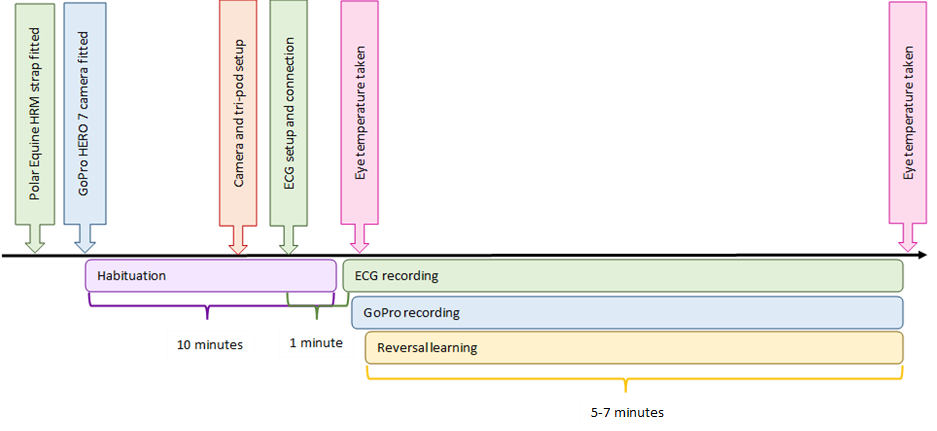 Polar Equine HRM strap fitted
GoPro HERO 7 camera fitted
Camera and tri-pod setup
ECG setup and connection
Eye temperature taken
Eye temperature taken
Habituation
ECG recording
GoPro recording
10 minutes
1 minute
Reversal learning
5-7 minutes